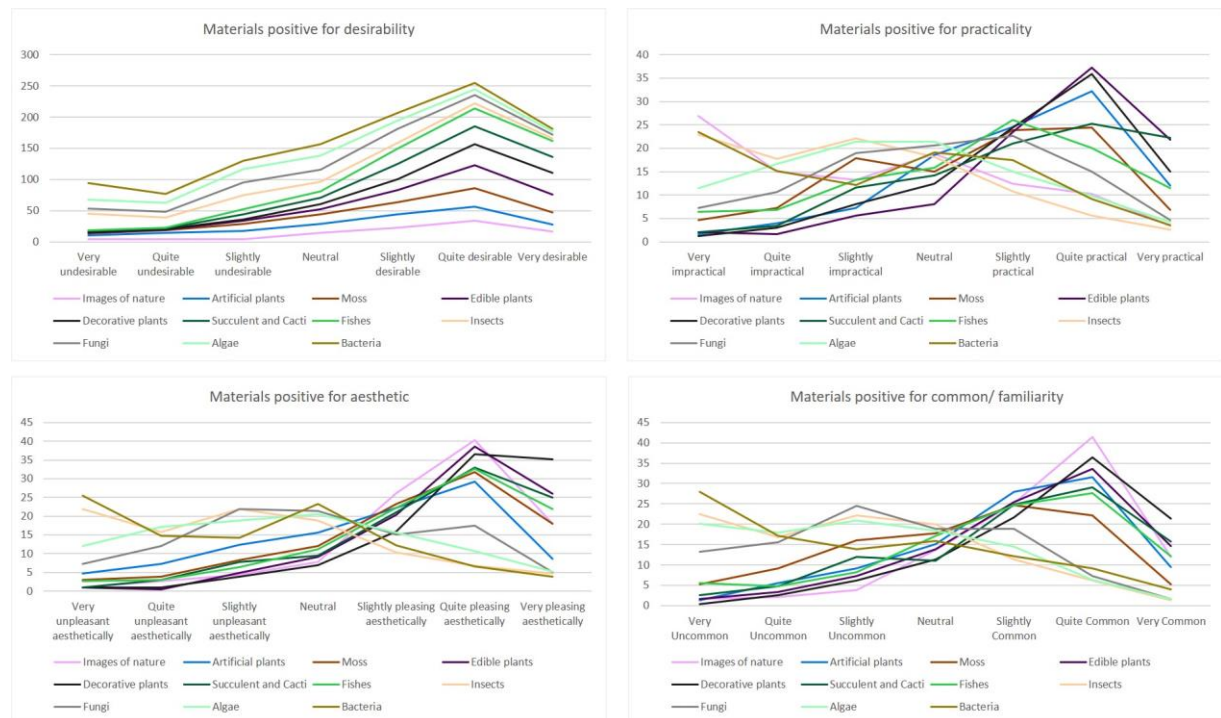 Materials positive for desirability
300
250
200
150
100
50
0
Very undesirable
Quite undesirable
Slightly undesirable
Neutral
Slightly desirable
Quite desirable
Very desirable
Images of nature
Artificial plants
Moss
Edible plants
Decorative plants
Succulent and Cacti
Fishes
Insects
Fungi
Algae
Bacteria
Materials positive for practicality
40
35
30
25
20
15
10
5
0
Very impractical
Quite impractical
Slightly impractical
Neutral
Slightly practical
Quite practical
Very practical
Images of nature
Artificial plants
Moss
Edible plants
Decorative plants
Succulent and Cacti
Fishes
Insects
Fungi
Algae
Bacteria
Materials positive for aesthetic
45
40
35
30
25
20
15
10
5
0
Very unpleasant aesthetically
Quite unpleasant aesthetically
Slightly unpleasant aesthetically
Neutral
Slightly pleasing aesthetically
Quite pleasing aesthetically
Very pleasing aesthetically
Images of nature
Artificial plants
Moss
Edible plants
Decorative plants
Succulent and Cacti
Fishes
Insects
Fungi
Algae
Bacteria
Materials positive for common/ familiarity
45
40
35
30
25
20
15
10
5
0
Very Uncommon
Quite Uncommon
Slightly Uncommon
Neutral
Slightly Common
Quite Common
Very Common
Images of nature
Artificial plants
Moss
Edible plants
Decorative plants
Succulent and Cacti
Fishes
Insects
Fungi
Algae
Bacteria